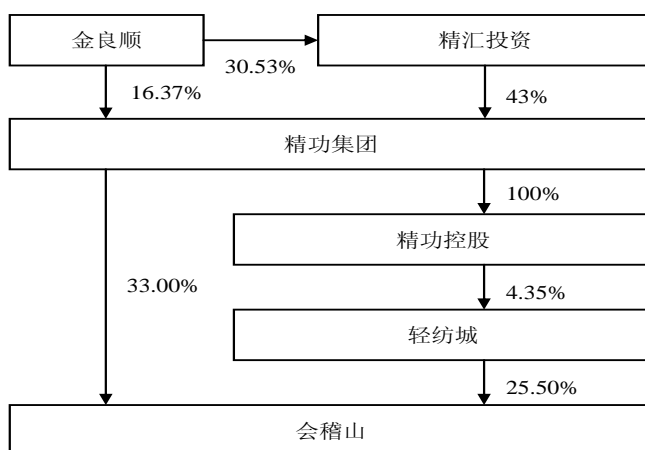 金良顺
精汇投资
30.53%
16.37%
43%
精功集团
100%
精功控股
33.00%
4.35%
轻纺城
25.50%
会稽山